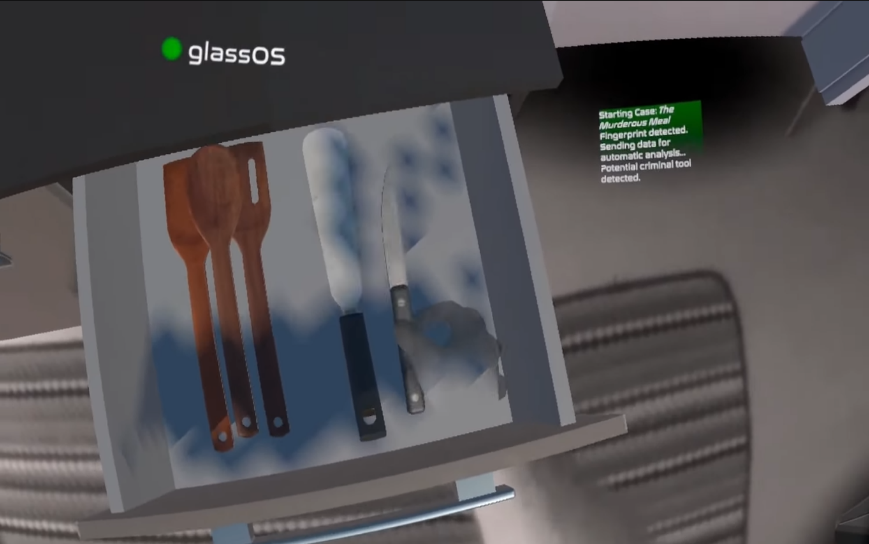 glassOS
Starting Case: The
Murderous Meal
Fingerprint detected.
Sending data for
automatic analysis...
Potential criminal tool
detected.